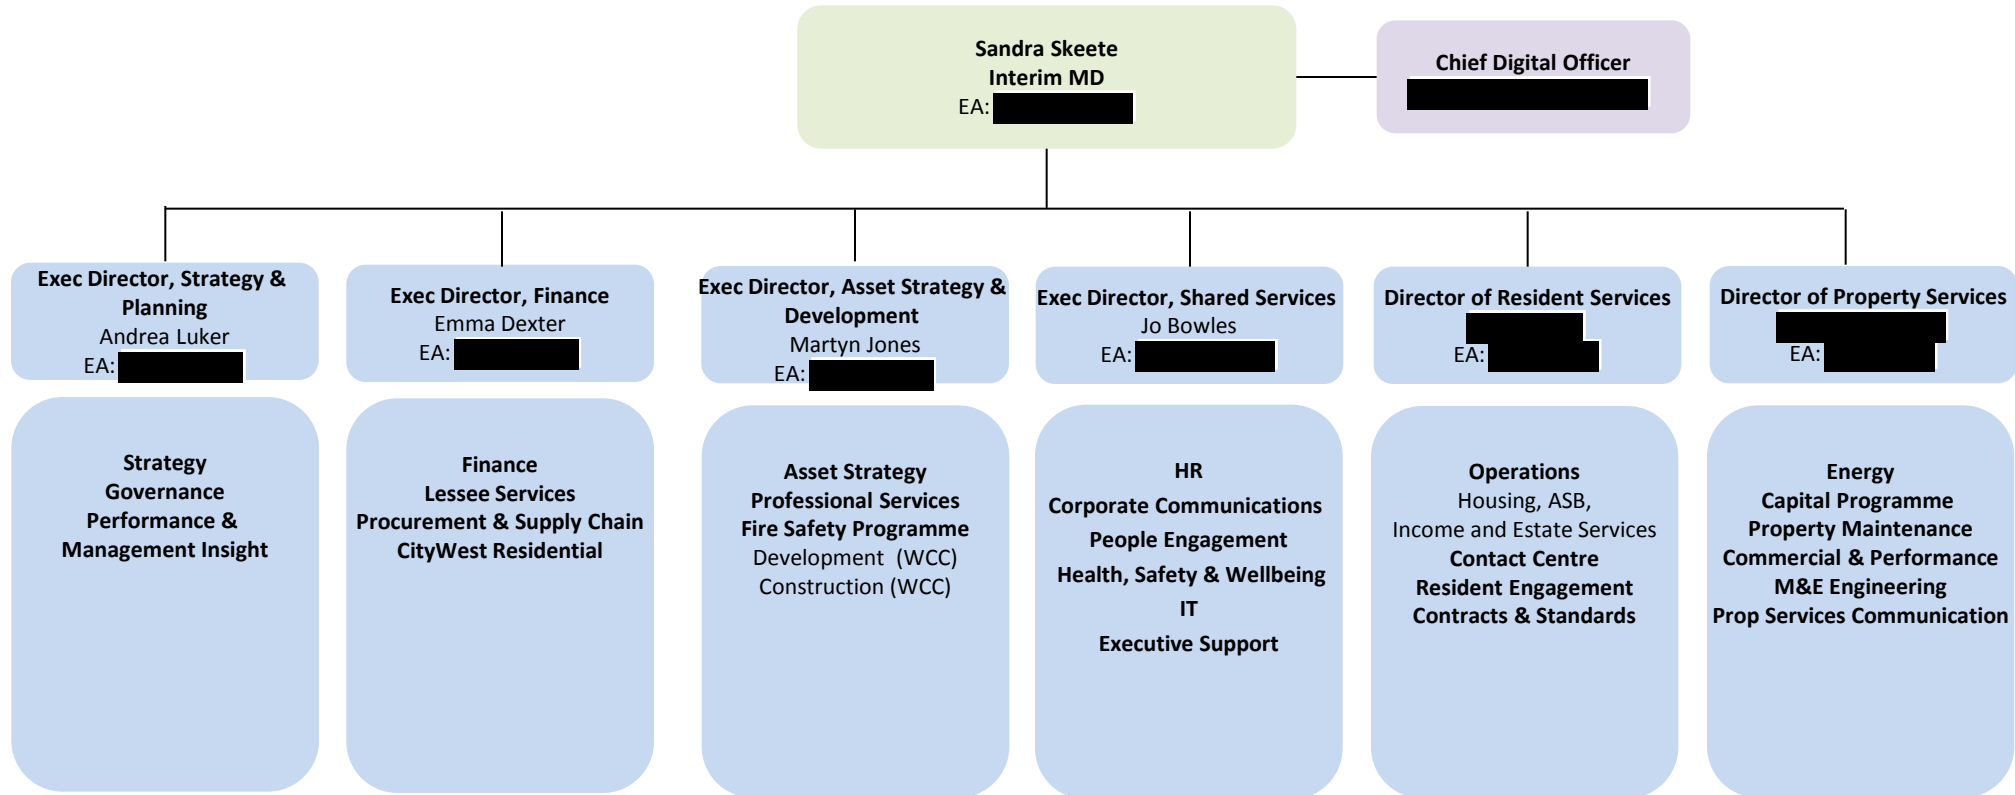 Sandra Skeete
Interim MD
EA:
Chief Digital Officer
Exec Director, Strategy &
Planning
Andrea Luker
EA:
Exec Director, Finance
Emma Dexter
EA:
Exec Director, Asset Strategy &
Development
Martyn Jones
EA:
Exec Director, Shared Services
Jo Bowles
EA:
Director of Resident Services
EA:
Director of Property Services
EA:
Strategy
Governance
Performance &
Management Insight
Finance
Lessee Services
Procurement & Supply Chain
CityWest Residential
Asset Strategy
Professional Services
Fire Safety Programme
Development (WCC)
Construction (WCC)
HR
Corporate Communications
People Engagement
Health, Safety & Wellbeing
IT
Executive Support
Operations
Housing, ASB,
Income and Estate Services
Contact Centre
Resident Engagement
Contracts & Standards
Energy
Capital Programme
Property Maintenance
Commercial & Performance
M&E Engineering
Prop Services Communication